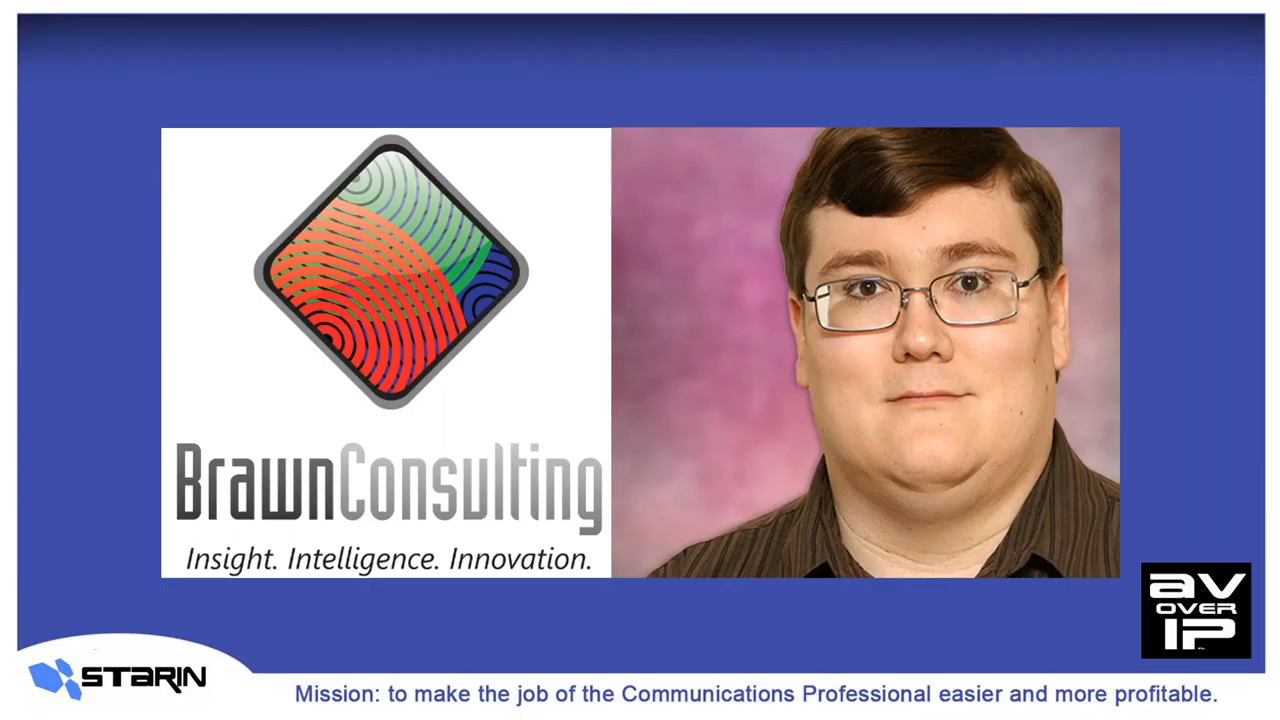 BrawnConsulting
Insight. Intelligence. Innovation.
av
OVER
IP
STARIN
Mission: to make the job of the Communications Professional easier and more profitable.